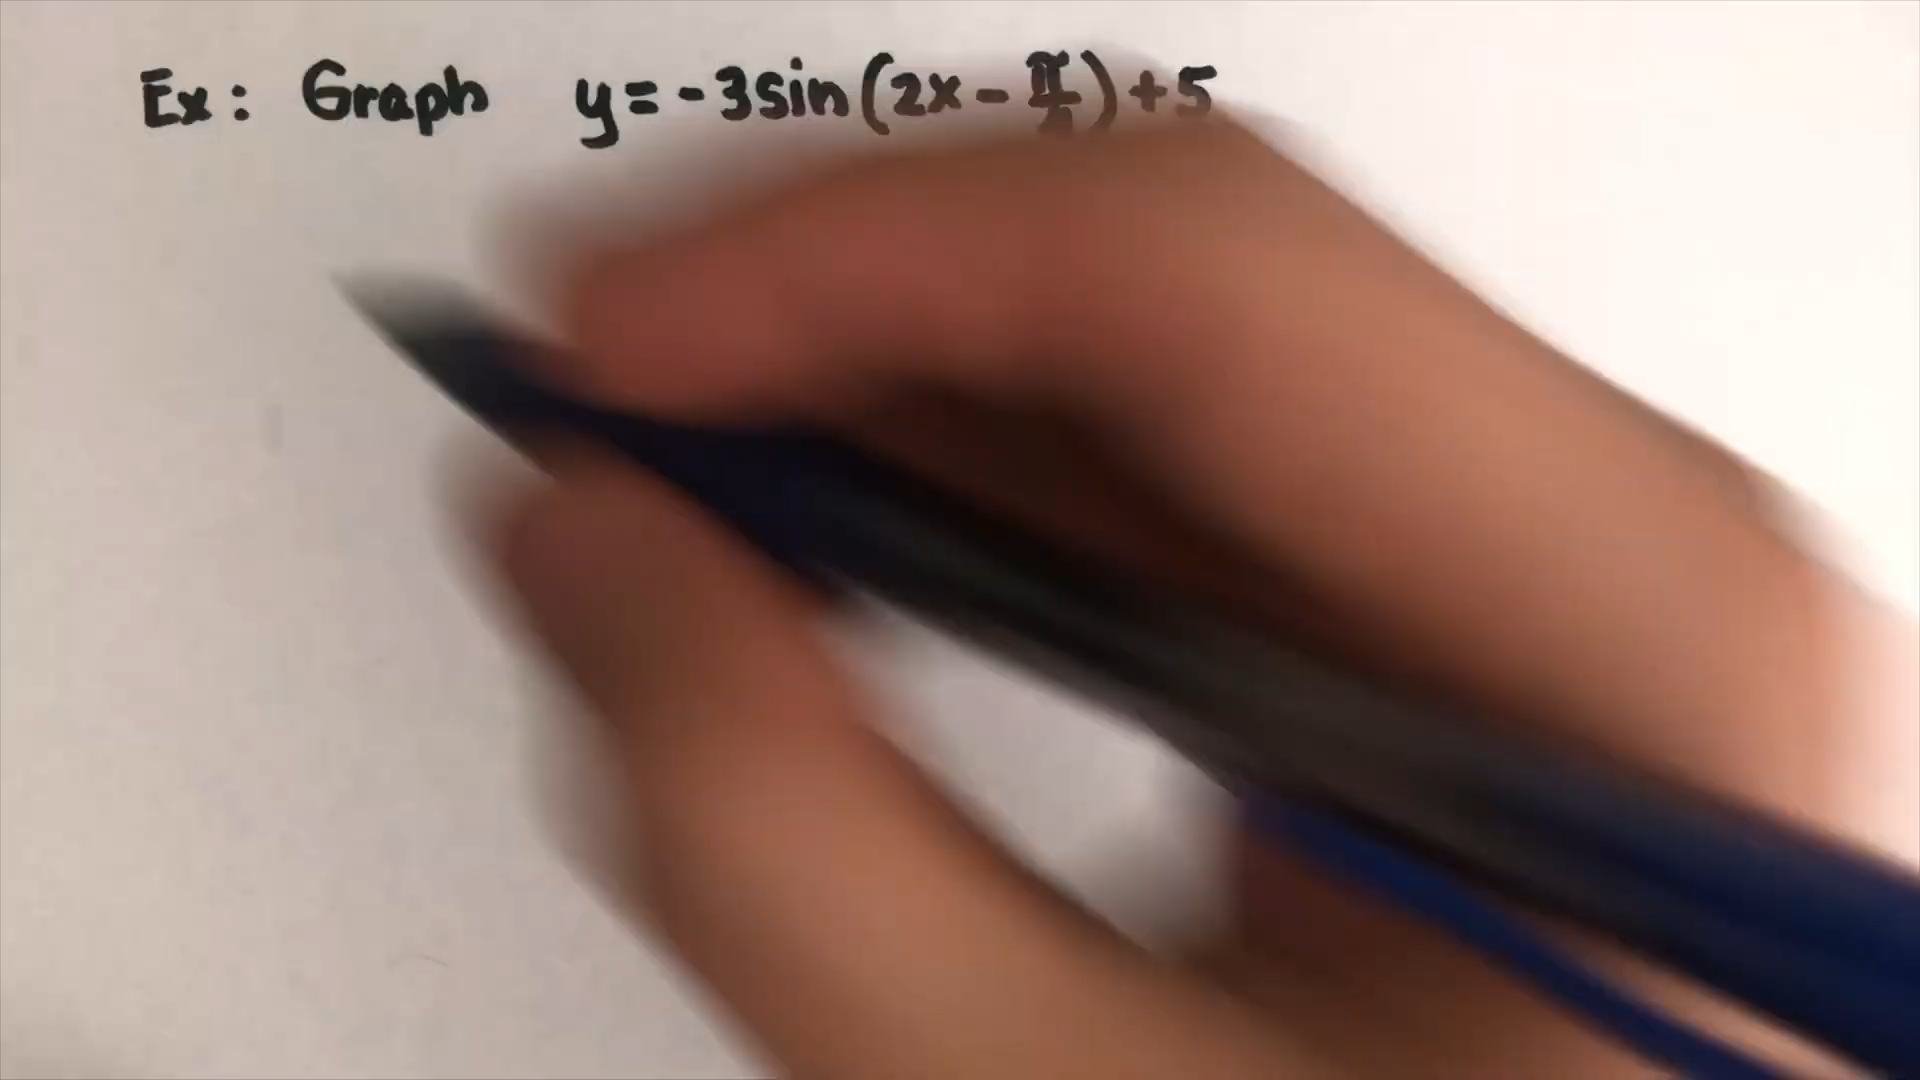 Ex: Graph y = -3sin(2x - π/) + 5